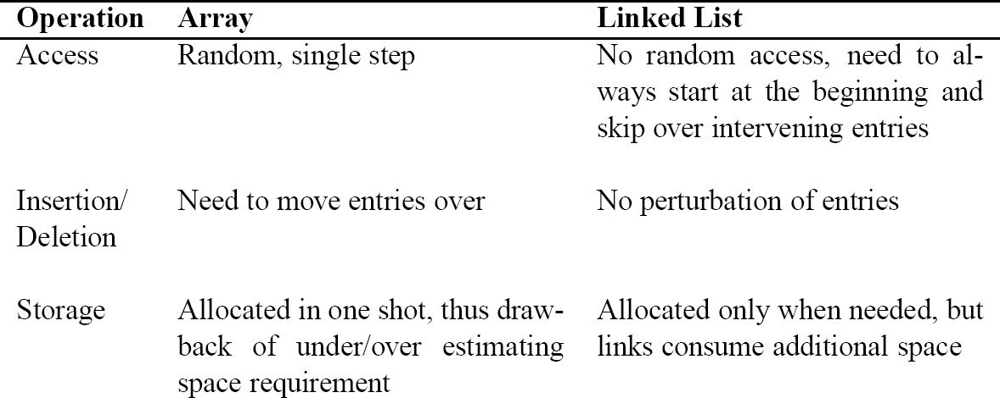 Operation Array Linked List
Access Random, single step No random access, need to al-
ways start at the beginning and
skip over intervening entries
Insertion/ Need to move entries over No perturbation of entries
Deletion
Storage Allocated in one shot, thus draw- Allocated only when needed, but
back of under/over estimating links consume additional space
space requirement